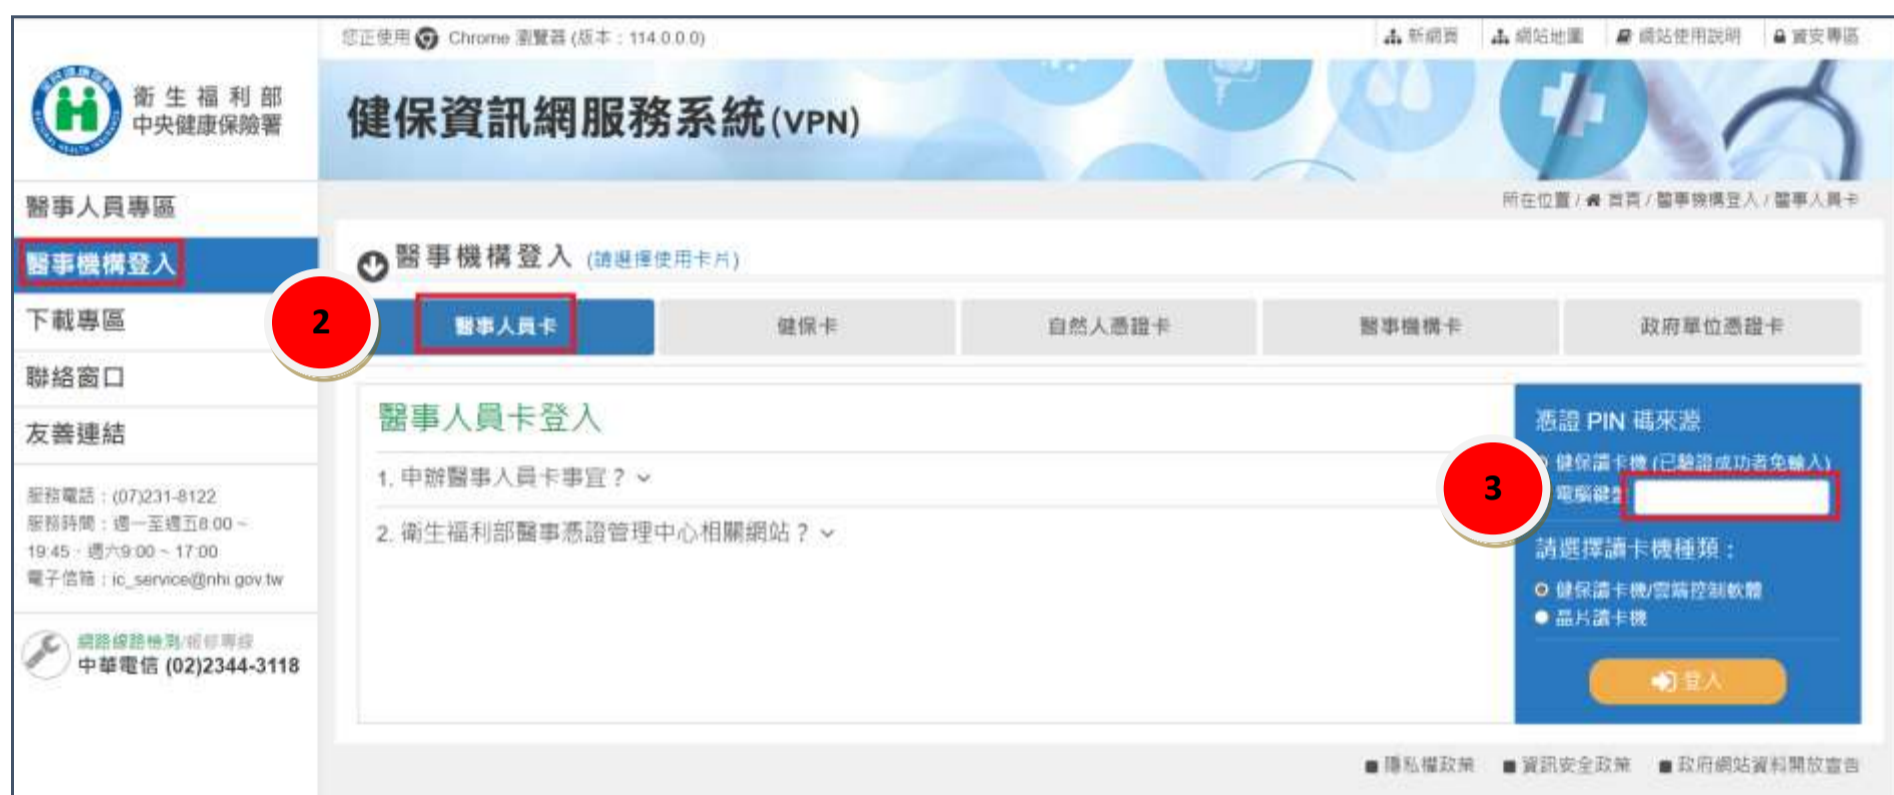 您正使用 Chrome 瀏覽器 (版本：114.0.0.0)
新網頁 網站地圖 網站使用說明 資安專區
衛生福利部
中央健康保險署
健保資訊網服務系統(VPN)
所在位置 / 首頁 / 醫事機構登入 / 醫事人員卡
醫事人員專區
醫事機構登入
下載專區
聯絡窗口
友善連結
服務電話：(07)231-8122
服務時間：週一至週五8:00 ~
19:45、週六9:00 ~ 17:00
電子信箱：ic_service@nhi.gov.tw
網路線路檢測/報修專線
中華電信 (02)2344-3118
醫事機構登入 (請選擇使用卡片)
2
醫事人員卡 健保卡 自然人憑證卡 醫事機構卡 政府單位憑證卡
醫事人員卡登入
1. 申辦醫事人員卡事宜？
2. 衛生福利部醫事憑證管理中心相關網站？
3
憑證 PIN 碼來源
健保讀卡機 (已驗證成功者免輸入)
電腦鍵盤
請選擇讀卡機種類：
健保讀卡機/雲端控制軟體
晶片讀卡機
登入
隱私權政策 資訊安全政策 政府網站資料開放宣告